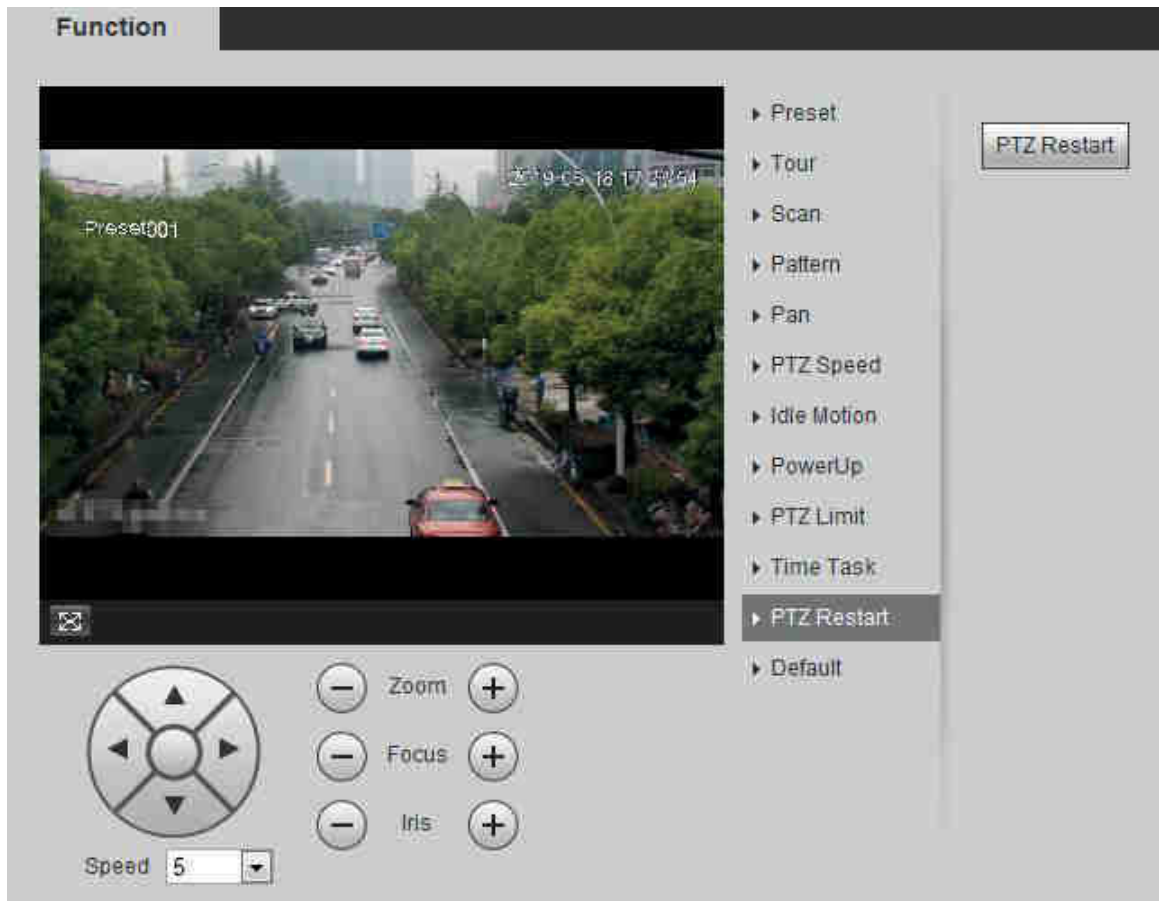 Function
Preset001
Preset
Tour
Scan
Pattern
Pan
PTZ Speed
Idle Motion
PowerUp
PTZ Limit
Time Task
PTZ Restart
Default
PTZ Restart
Zoom
Focus
Iris
Speed 5